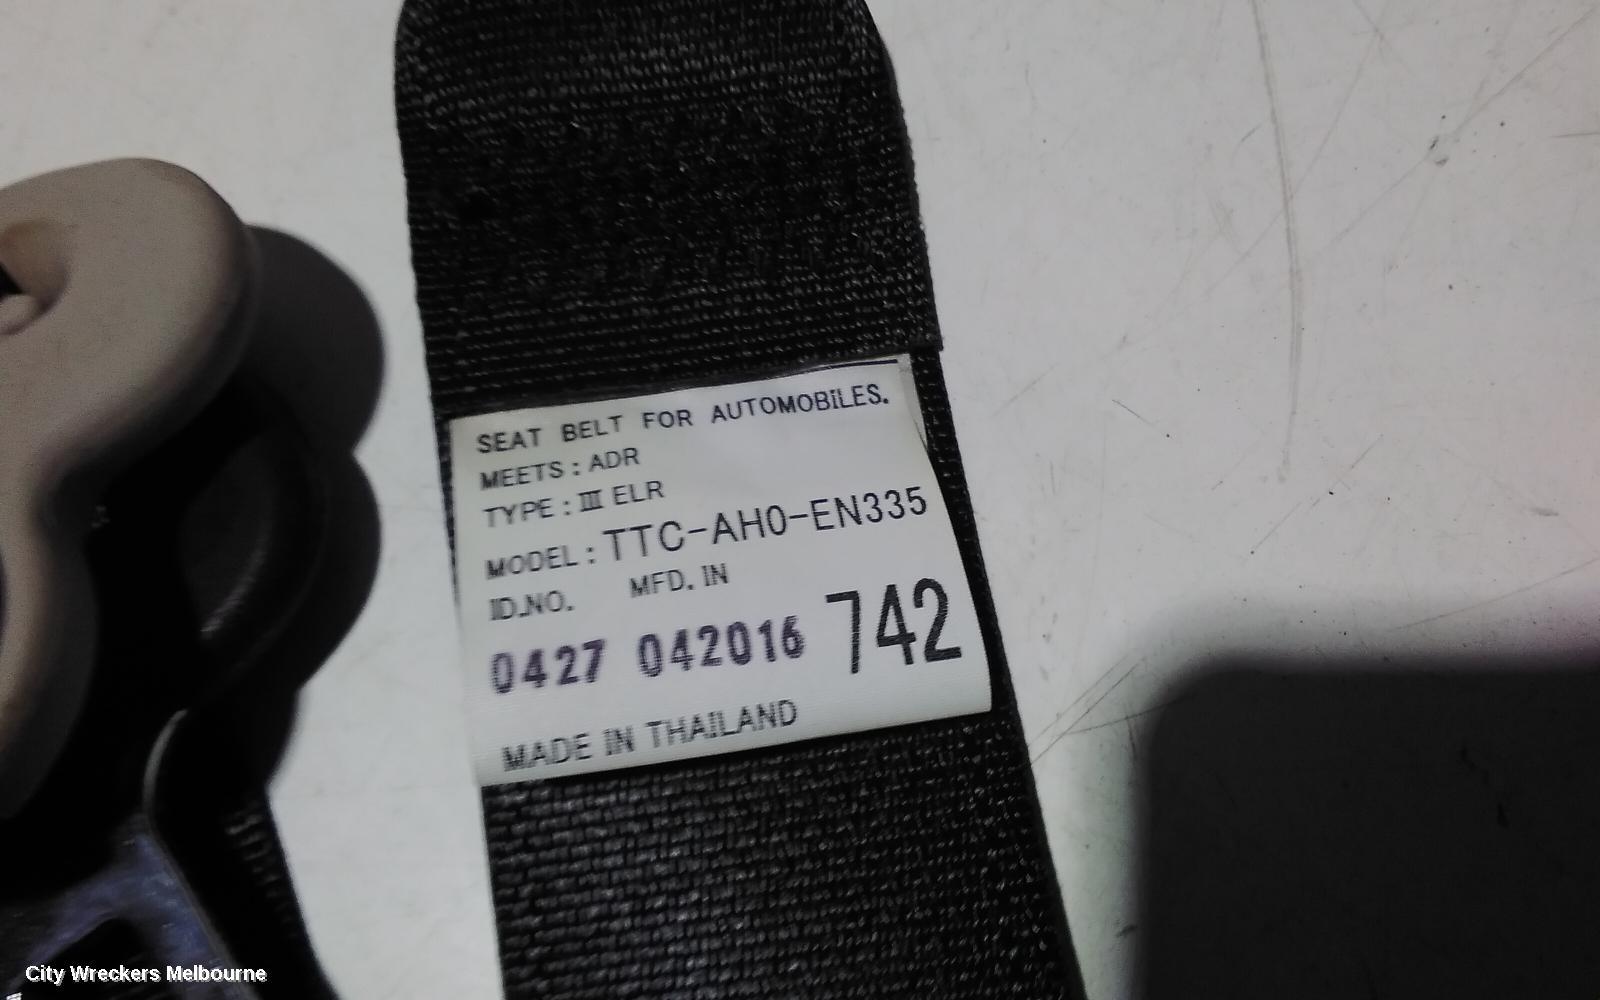 SEAT BELT FOR AUTOMOBILES.
MEETS : ADR
TYPE : III ELR
MODEL : TTC-AH0-EN335
ID.NO. MFD. IN
0427 042016 742
MADE IN THAILAND
City Wreckers Melbourne